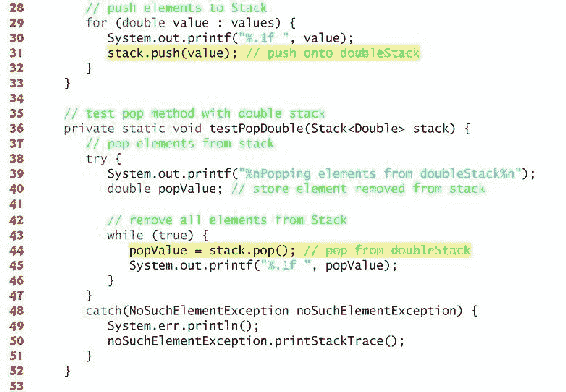 28 // push elements to Stack
29 for (double value : values) {
30 System.out.printf("%.1f ", value);
31 stack.push(value); // push onto doubleStack
32 }
33 }
34
35 // test pop method with double stack
36 private static void testPopDouble(Stack<Double> stack) {
37 // pop elements from stack
38 try {
39 System.out.printf("%nPopping elements from doubleStack%n");
40 double popValue; // store element removed from stack
41
42 // remove all elements from Stack
43 while (true) {
44 popValue = stack.pop(); // pop from doubleStack
45 System.out.printf("%.1f ", popValue);
46 }
47 }
48 catch(NoSuchElementException noSuchElementException) {
49 System.err.println();
50 noSuchElementException.printStackTrace();
51 }
52 }
53